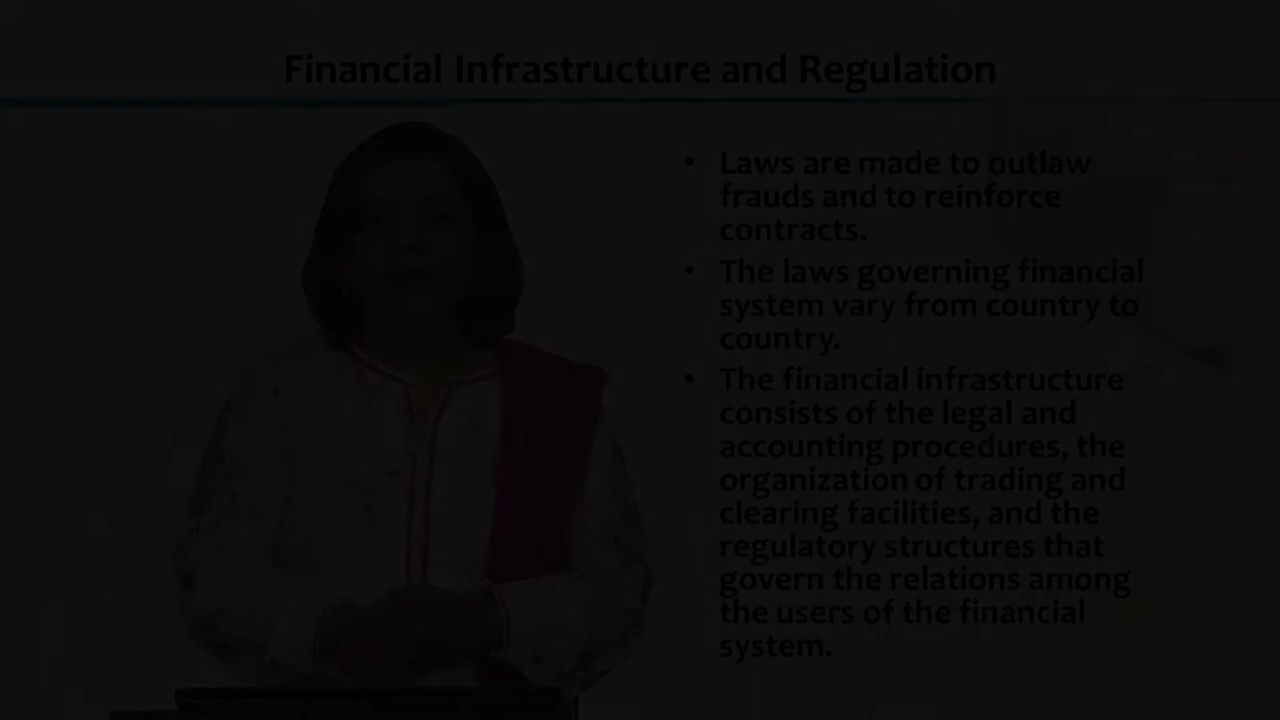 Financial Infrastructure and Regulation
• Laws are made to outlaw
frauds and to reinforce
contracts.
• The laws governing financial
system vary from country to
country.
• The financial infrastructure
consists of the legal and
accounting procedures, the
organization of trading and
clearing facilities, and the
regulatory structures that
govern the relations among
the users of the financial
system.